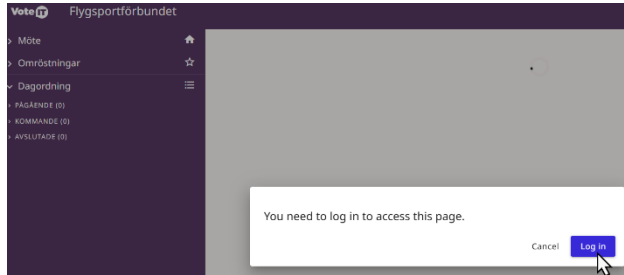 VoteIT Flygsportförbundet
Möte
Omröstningar
Dagordning
PÅGÅENDE (0)
KOMMANDE (0)
AVSLUTADE (0)
You need to log in to access this page.
Cancel Log in